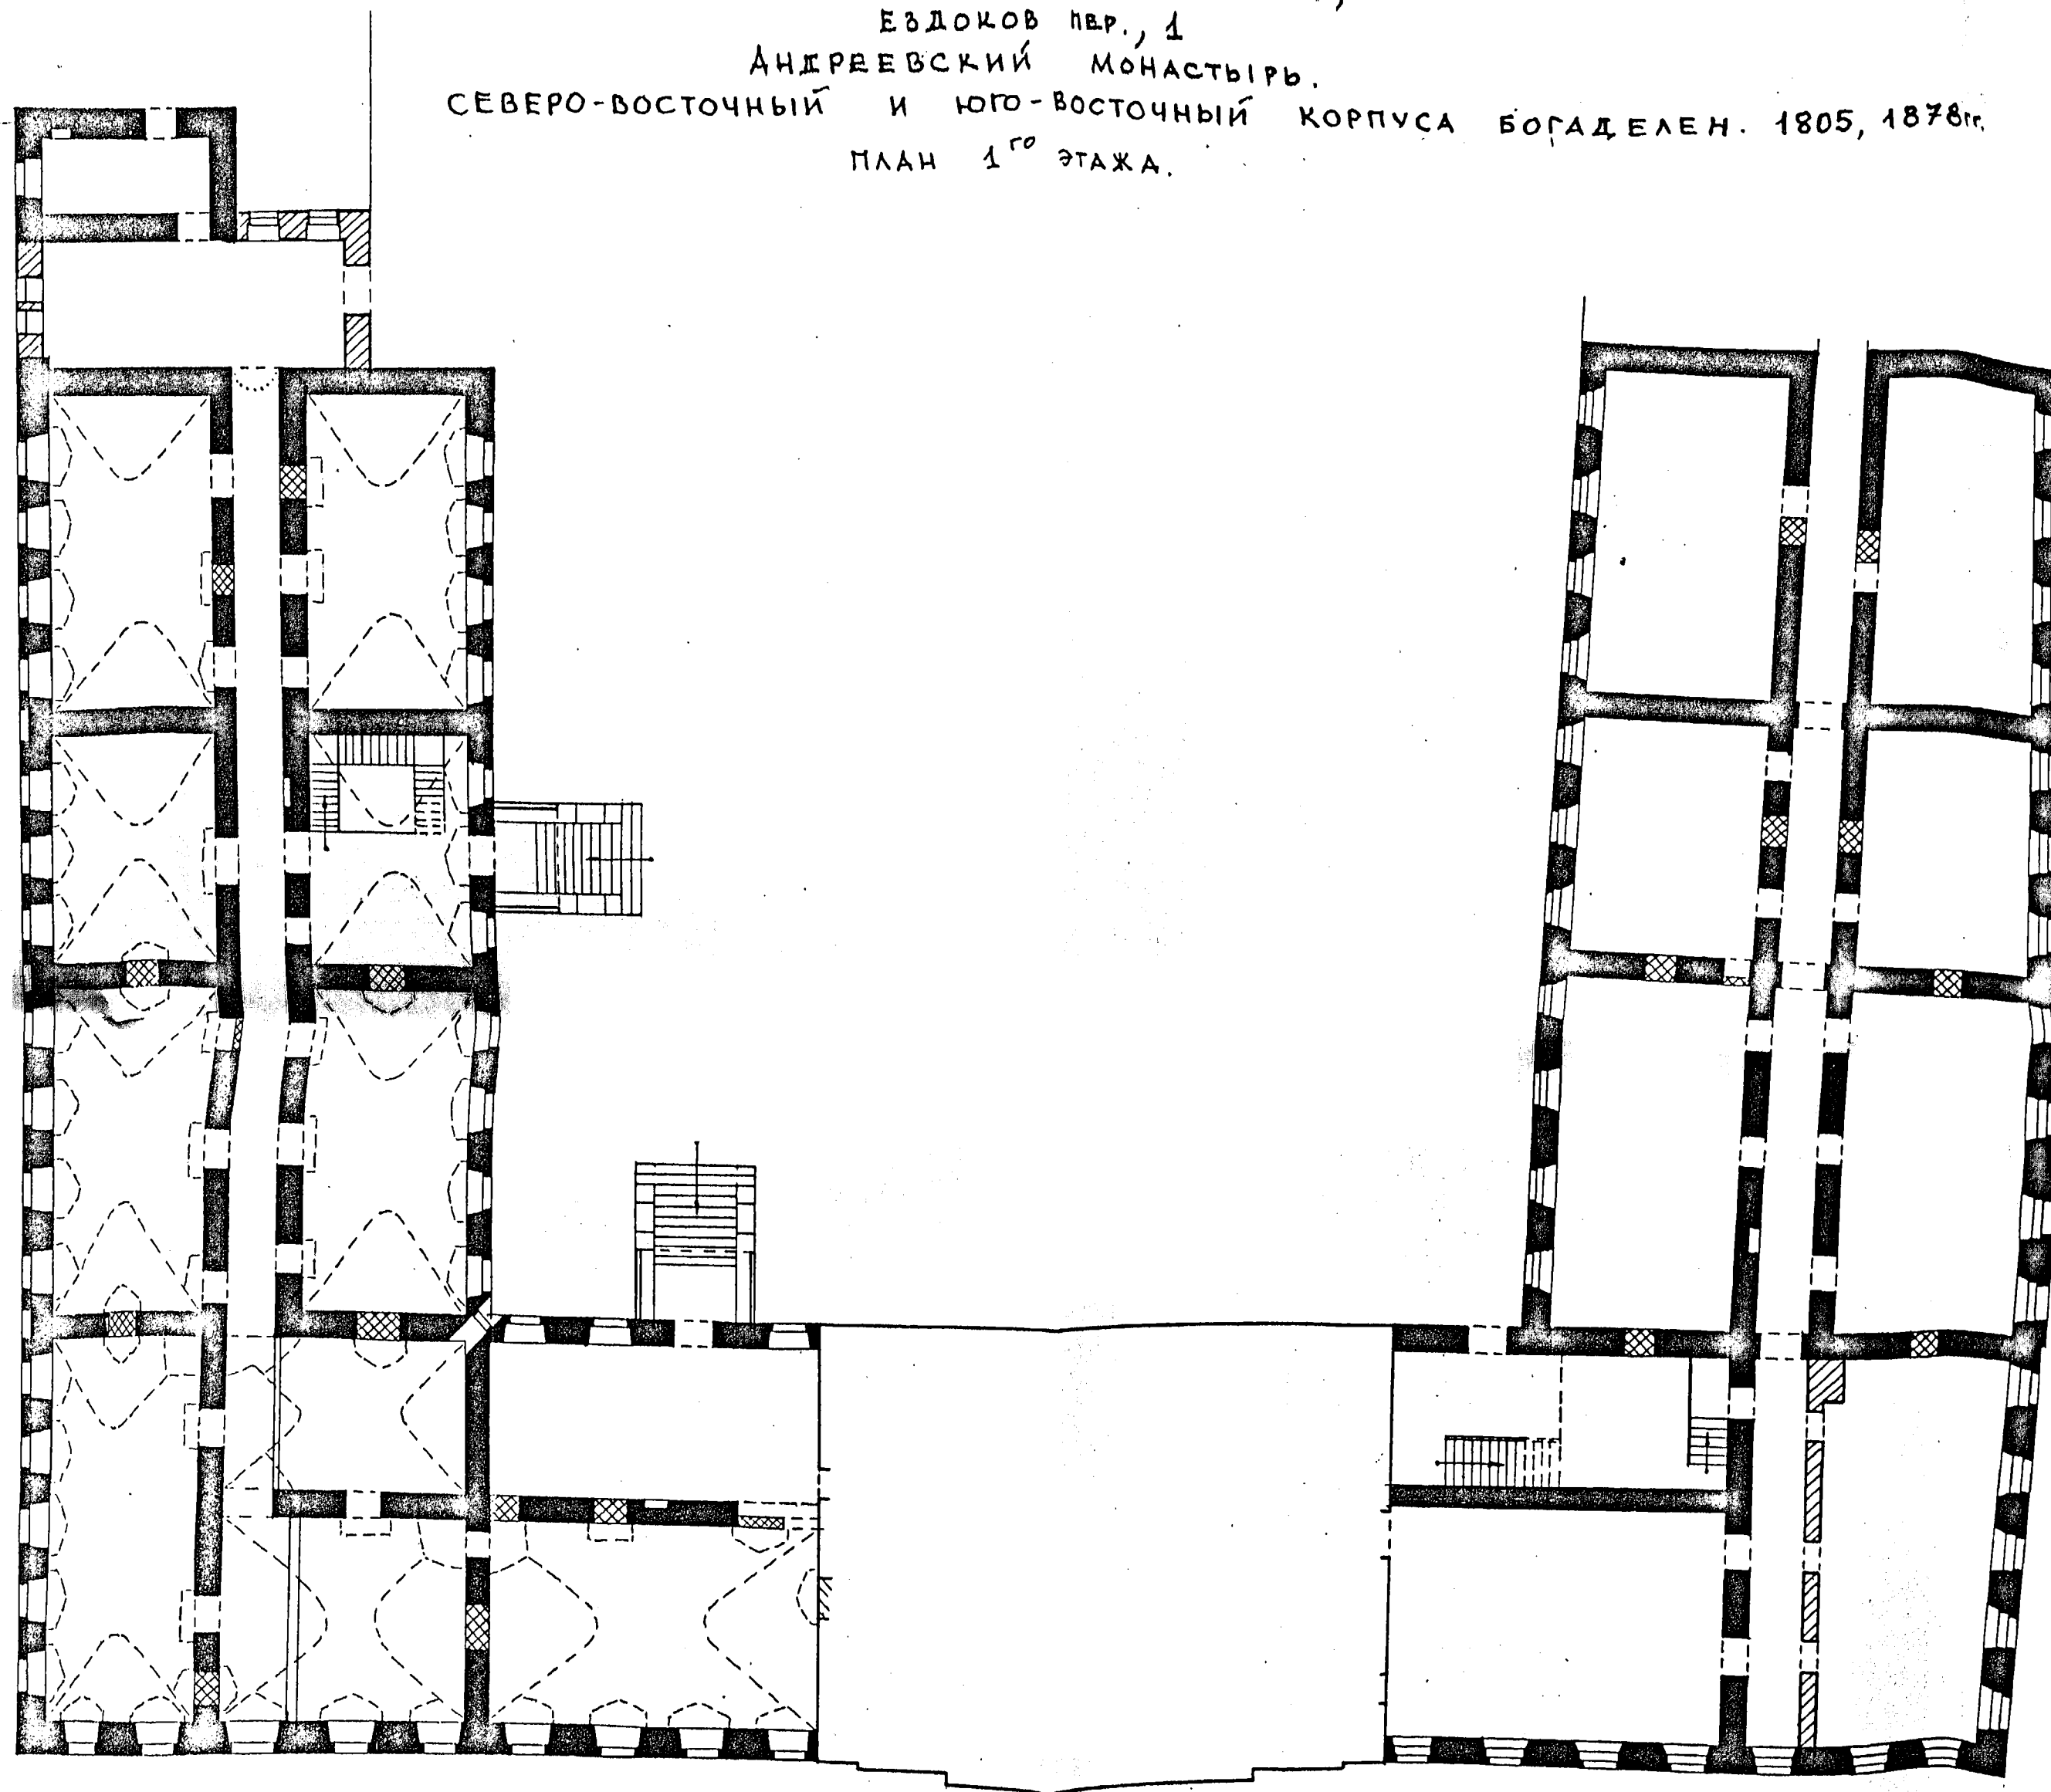 ЕЗДОКОВ ПЕР., 1
АНДРЕЕВСКИЙ МОНАСТЫРЬ.
СЕВЕРО-ВОСТОЧНЫЙ И ЮГО-ВОСТОЧНЫЙ КОРПУСА БОГАДЕЛЕН. 1805, 1878гг.
ПЛАН 1го ЭТАЖА.